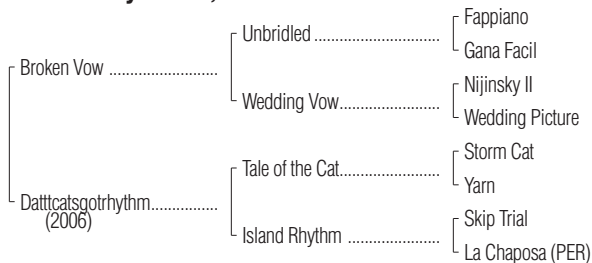 Fappiano
Unbridled ........................
Gana Facil
Broken Vow ........................
Nijinsky II
Wedding Vow......................
Wedding Picture
Storm Cat
Tale of the Cat......................
Yarn
Datttcatsgotrhythm...............
(2006)
Skip Trial
Island Rhythm ....................
La Chaposa (PER)